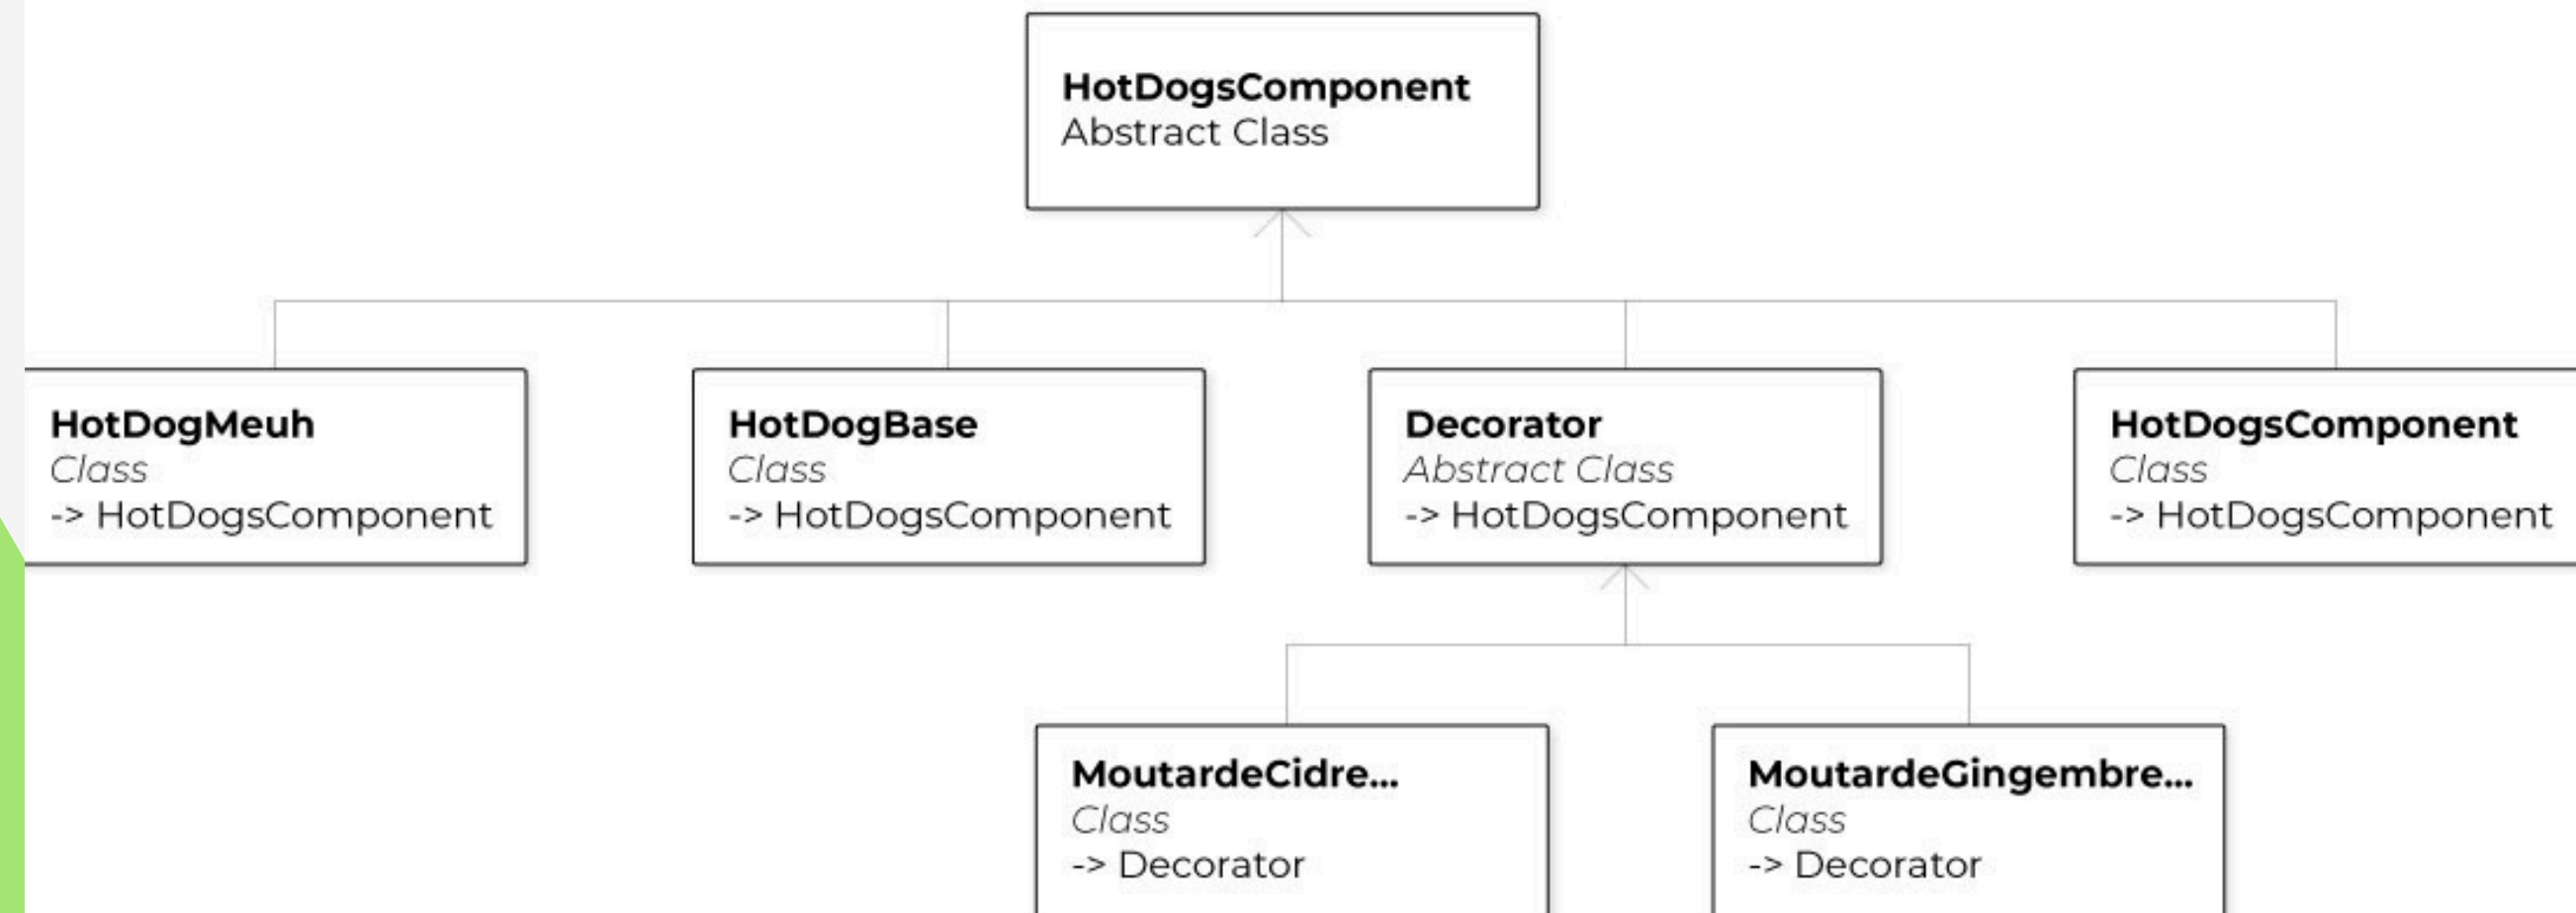 HotDogsComponent
Abstract Class
HotDogMeuh
Class
-> HotDogsComponent
HotDogBase
Class
-> HotDogsComponent
Decorator
Abstract Class
-> HotDogsComponent
HotDogsComponent
Class
-> HotDogsComponent
MoutardeCidre...
Class
-> Decorator
MoutardeGingembre...
Class
-> Decorator